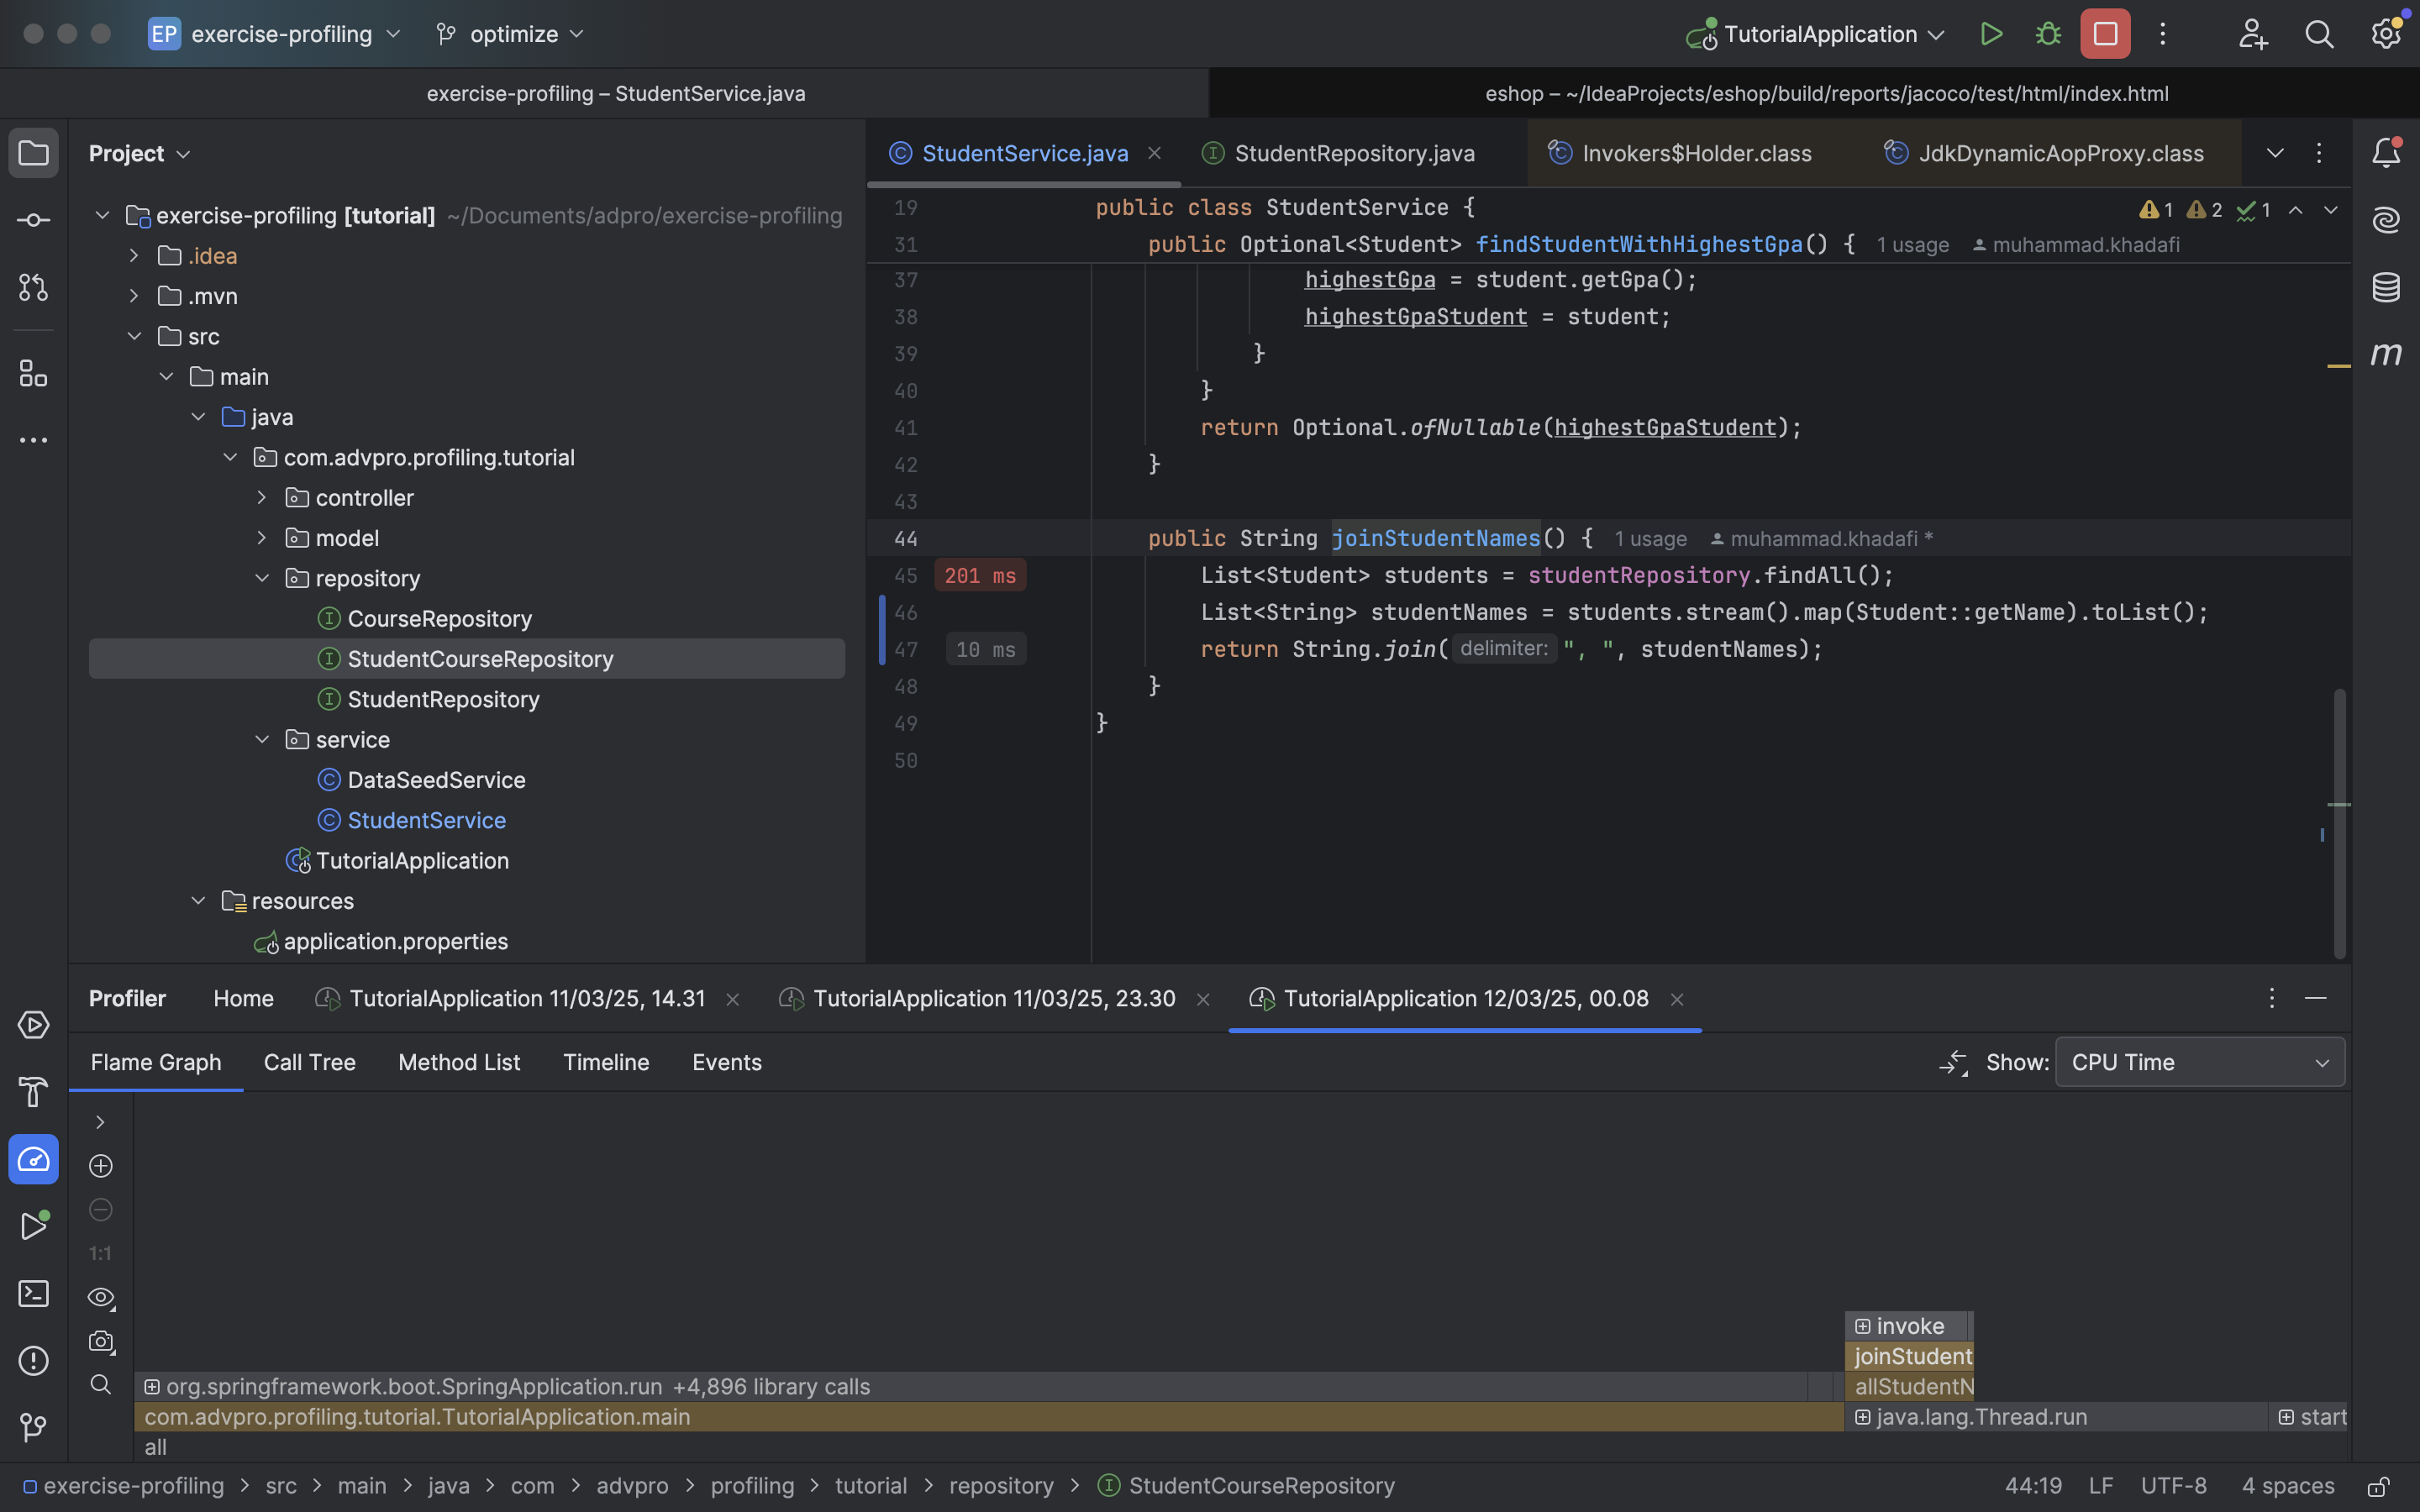 EP exercise-profiling optimize TutorialApplication
exercise-profiling – StudentService.java
eshop – ~/IdeaProjects/eshop/build/reports/jacoco/test/html/index.html
Project
exercise-profiling [tutorial] ~/Documents/adpro/exercise-profiling
.idea
.mvn
src
main
java
com.advpro.profiling.tutorial
controller
model
repository
CourseRepository
StudentCourseRepository
StudentRepository
service
DataSeedService
StudentService
TutorialApplication
resources
application.properties
StudentService.java StudentRepository.java Invokers$Holder.class JdkDynamicAopProxy.class
1 2 1
19 public class StudentService {
31 public Optional<Student> findStudentWithHighestGpa() { 1 usage muhammad.khadafi
37 highestGpa = student.getGpa();
38 highestGpaStudent = student;
39 }
40 }
41 return Optional.ofNullable(highestGpaStudent);
42 }
43
44 public String joinStudentNames() { 1 usage muhammad.khadafi *
45 201 ms List<Student> students = studentRepository.findAll();
46 List<String> studentNames = students.stream().map(Student::getName).toList();
47 10 ms return String.join( delimiter: ", ", studentNames);
48 }
49 }
50
Profiler Home TutorialApplication 11/03/25, 14.31 TutorialApplication 11/03/25, 23.30 TutorialApplication 12/03/25, 00.08
Flame Graph Call Tree Method List Timeline Events Show: CPU Time
1:1
invoke
joinStudent
org.springframework.boot.SpringApplication.run +4,896 library calls allStudentN
com.advpro.profiling.tutorial.TutorialApplication.main java.lang.Thread.run start
all
exercise-profiling > src > main > java > com > advpro > profiling > tutorial > repository > StudentCourseRepository 44:19 LF UTF-8 4 spaces